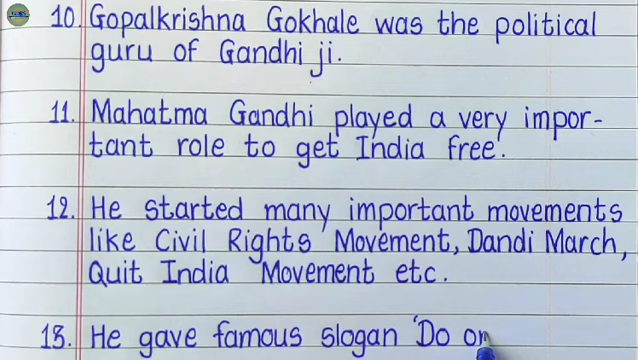 10. Gopalkrishna Gokhale was the political
guru of Gandhi ji.
11. Mahatma Gandhi played a very impor-
tant role to get India free.
12. He started many important movements
like Civil Rights Movement, Dandi March,
Quit India Movement etc.
13. He gave famous slogan 'Do or